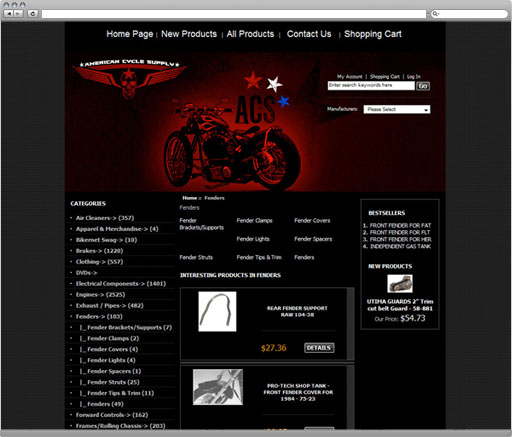 Home Page | New Products | All Products | Contact Us | Shopping Cart
AMERICAN CYCLE SUPPLY
My Account | Shopping Cart | Log In
Enter search keywords here Go
ACS
Manufacturers: Please Select
CATEGORIES
Air Cleaners-> (357)
Apparel & Merchandise-> (4)
Bikernet Swag-> (10)
Brakes-> (1220)
Clothing-> (557)
DVDs->
Electrical Components-> (1401)
Engines-> (2525)
Exhaust / Pipes-> (482)
Fenders-> (103)
|_ Fender Brackets/Supports (7)
|_ Fender Clamps (2)
|_ Fender Covers (4)
|_ Fender Lights (4)
|_ Fender Spacers (1)
|_ Fender Struts (25)
|_ Fender Tips & Trim (11)
|_ Fenders (49)
Forward Controls-> (162)
Frames/Rolling Chassis-> (203)
Home :: Fenders
Fenders
Fender Brackets/Supports
Fender Clamps
Fender Covers
Fender Lights
Fender Spacers
Fender Struts
Fender Tips & Trim
Fenders
INTERESTING PRODUCTS IN FENDERS
REAR FENDER SUPPORT
RAW 104-38
$27.36 DETAILS
PRO-TECH SHOP TANK -
FRONT FENDER COVER FOR
1984 - 75-23
BESTSELLERS
1. FRONT FENDER FOR FAT
2. FRONT FENDER FOR FLT
3. FRONT FENDER FOR HER
4. INDEPENDENT GAS TANK
NEW PRODUCTS
UTIMA GUARDS 2" Trim
cut belt Guard - 58-881
Our Price: $54.73